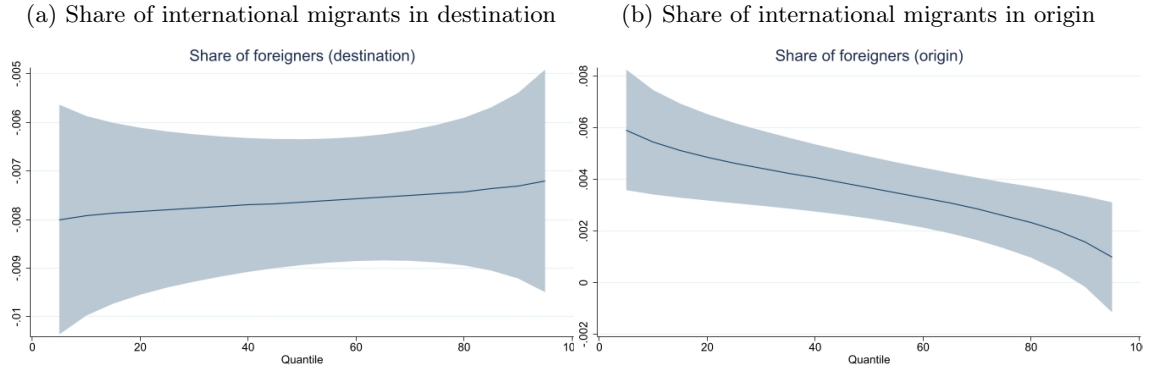 (a) Share of international migrants in destination
Share of foreigners (destination)
-.005
-.006
-.007
-.008
-.009
-.01
0 20 40 60 80 10
Quantile
(b) Share of international migrants in origin
Share of foreigners (origin)
.008
.006
.004
.002
0
-.002
0 20 40 60 80 10
Quantile